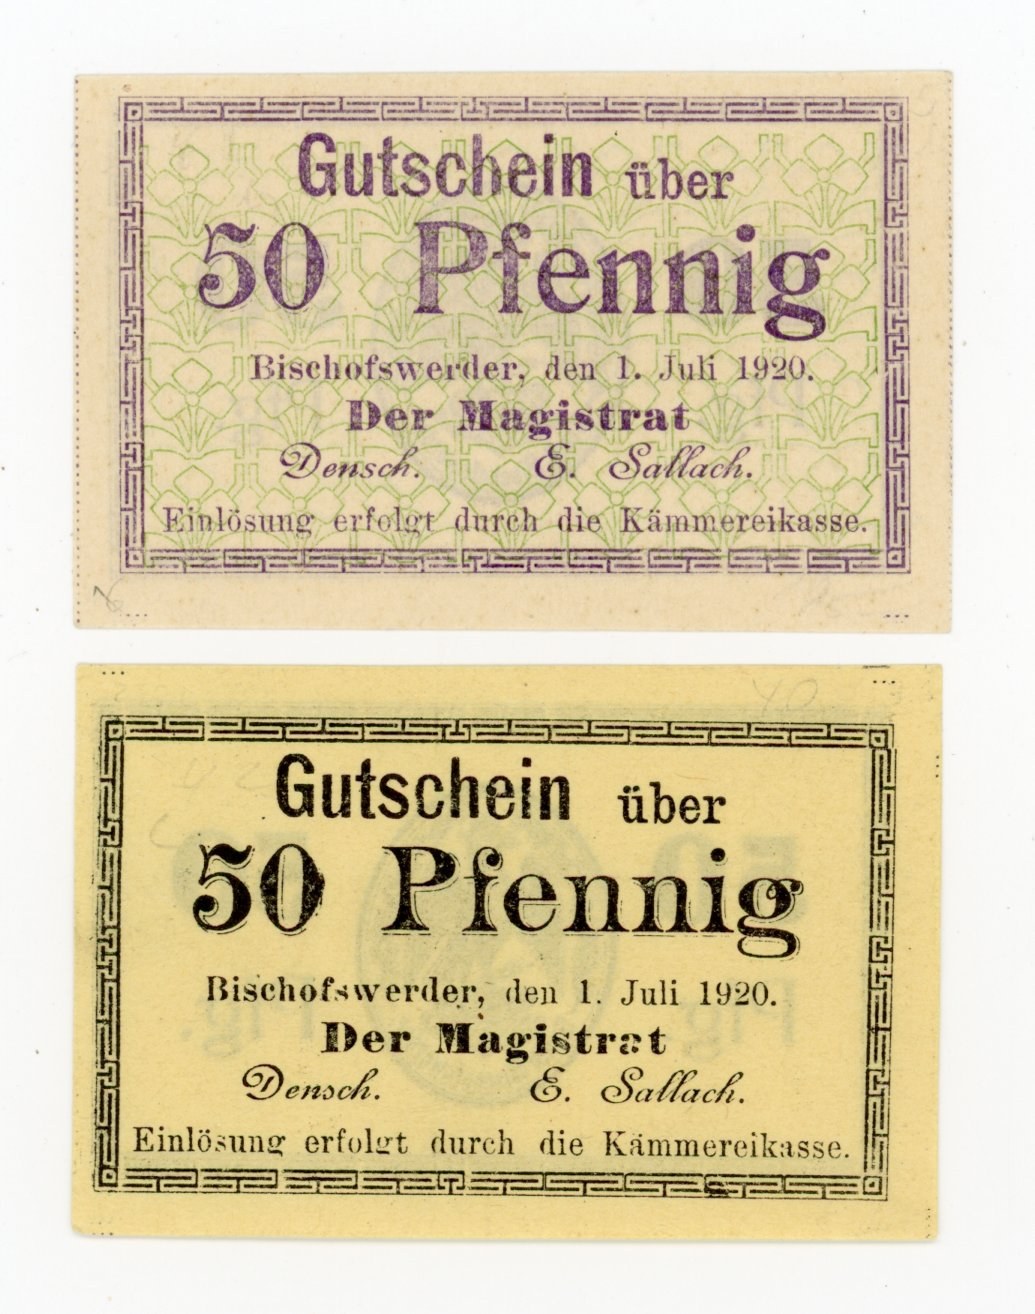 Gutschein über
50 Pfennig
Bischofswerder, den 1. Juli 1920.
Der Magistrat
Densch. E. Sallach.
Einlösung erfolgt durch die Kämmereikasse.
Gutschein über
50 Pfennig
Bischofswerder, den 1. Juli 1920.
Der Magistrat
Densch. E. Sallach.
Einlösung erfolgt durch die Kämmereikasse.